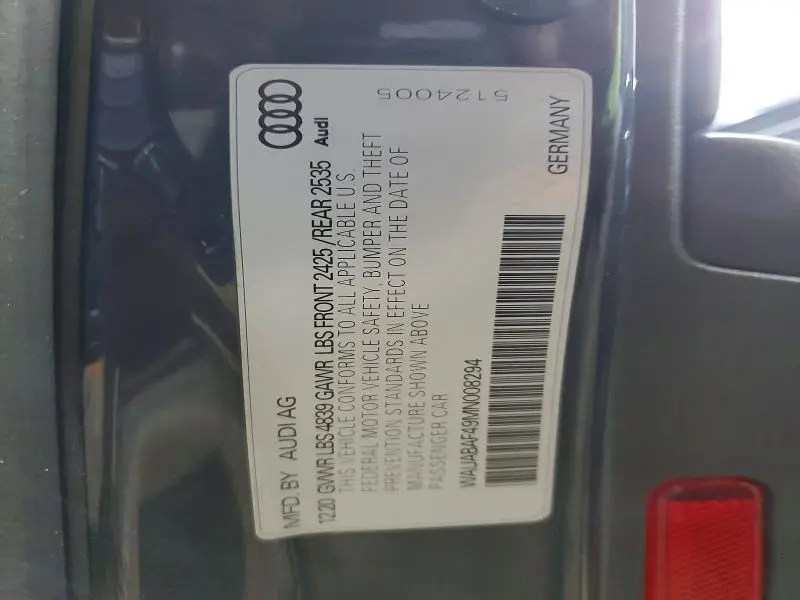 MFD. BY AUDI AG
12.20 GVWR LBS 4839 GAWR LBS FRONT 2425 / REAR 2535 Audi
THIS VEHICLE CONFORMS TO ALL APPLICABLE U.S.
FEDERAL MOTOR VEHICLE SAFETY, BUMPER AND THEFT
PREVENTION STANDARDS IN EFFECT ON THE DATE OF
MANUFACTURE SHOWN ABOVE
5124005
PASSENGER CAR
WAUABAF49MN008294
GERMANY